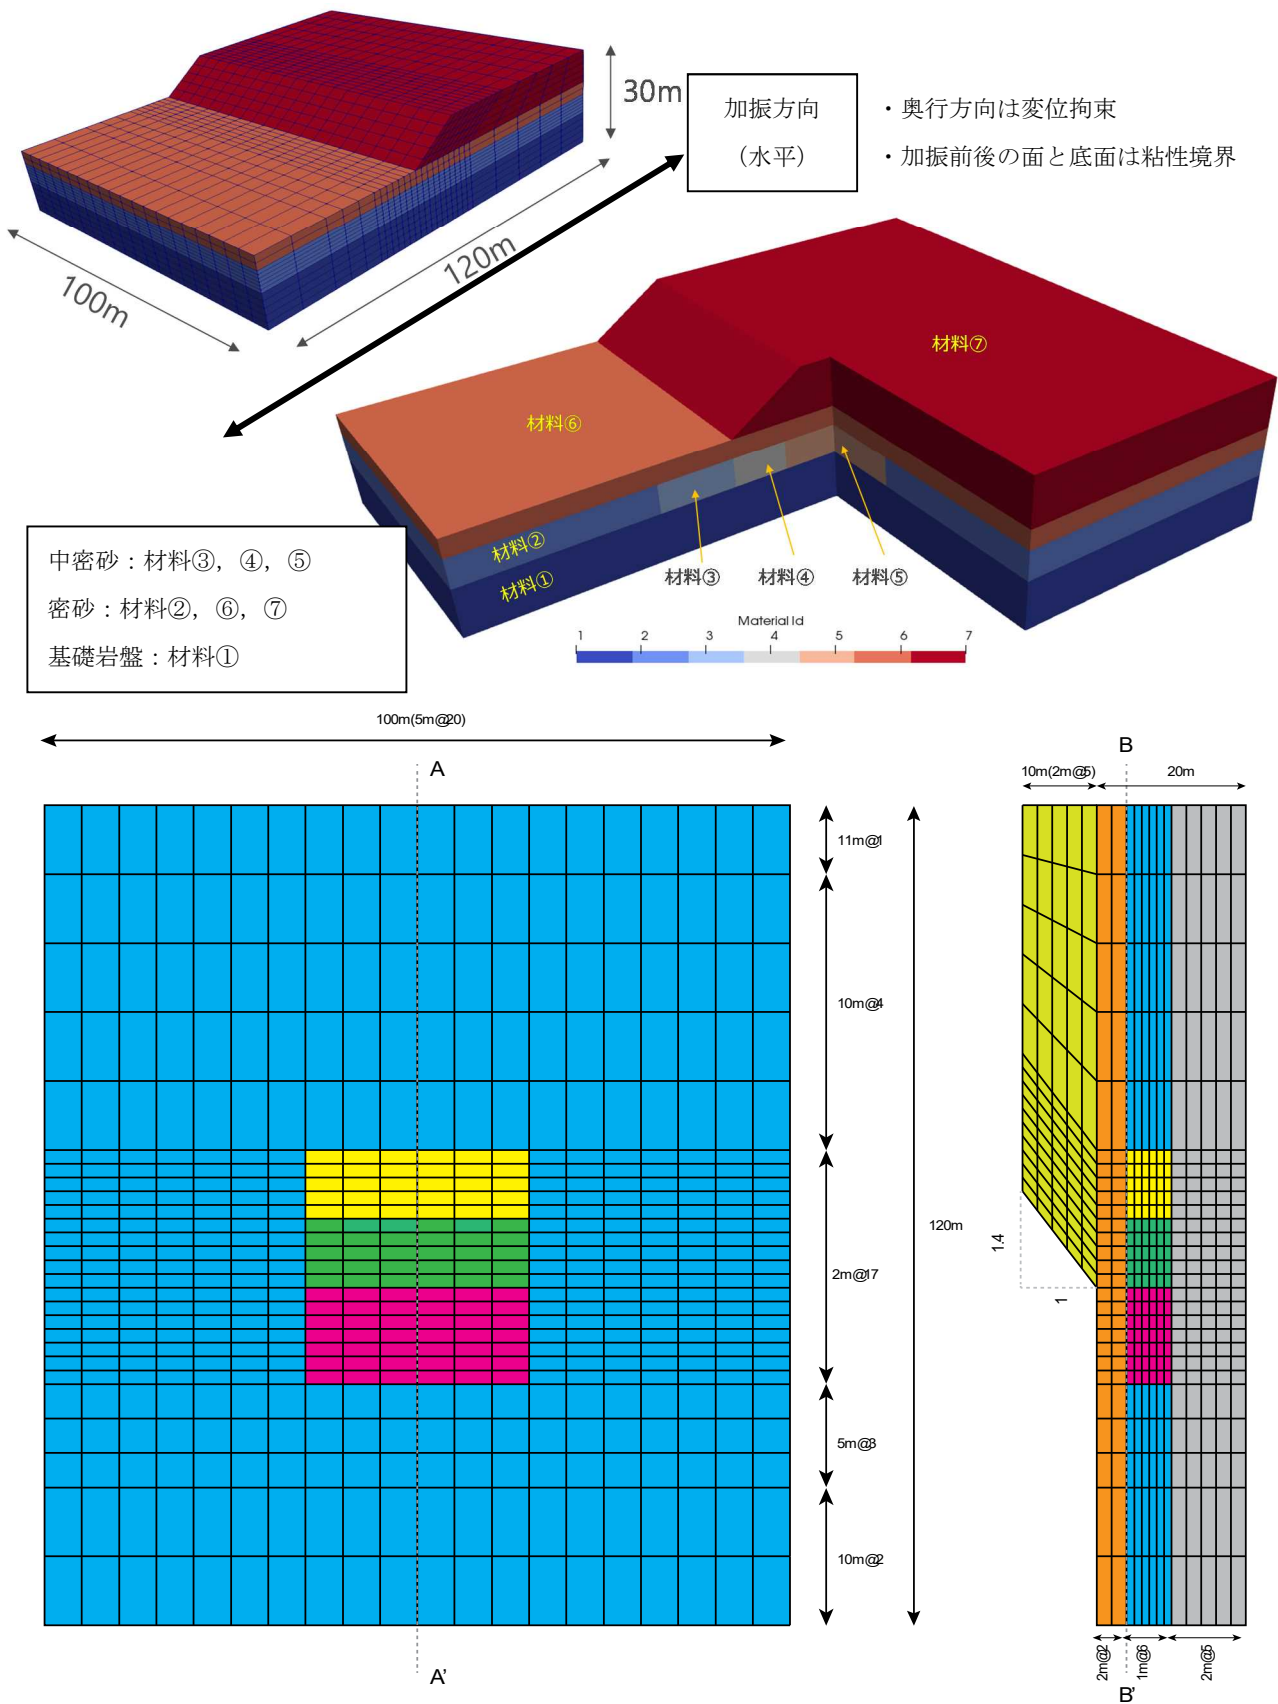 30m
加振方向
（水平）
・奥行方向は変位拘束
・加振前後の面と底面は粘性境界
100m
120m
材料⑦
材料⑥
材料②
材料①
材料③
材料④
材料⑤
中密砂：材料③，④，⑤
密砂：材料②，⑥，⑦
基礎岩盤：材料①
Material Id
1 2 3 4 5 6 7
100m(5m@20)
A
B
10m(2m@5)
20m
11m@1
10m@4
120m
1.4
1
2m@17
5m@3
10m@2
2m@2
1m@6
2m@5
A'
B'